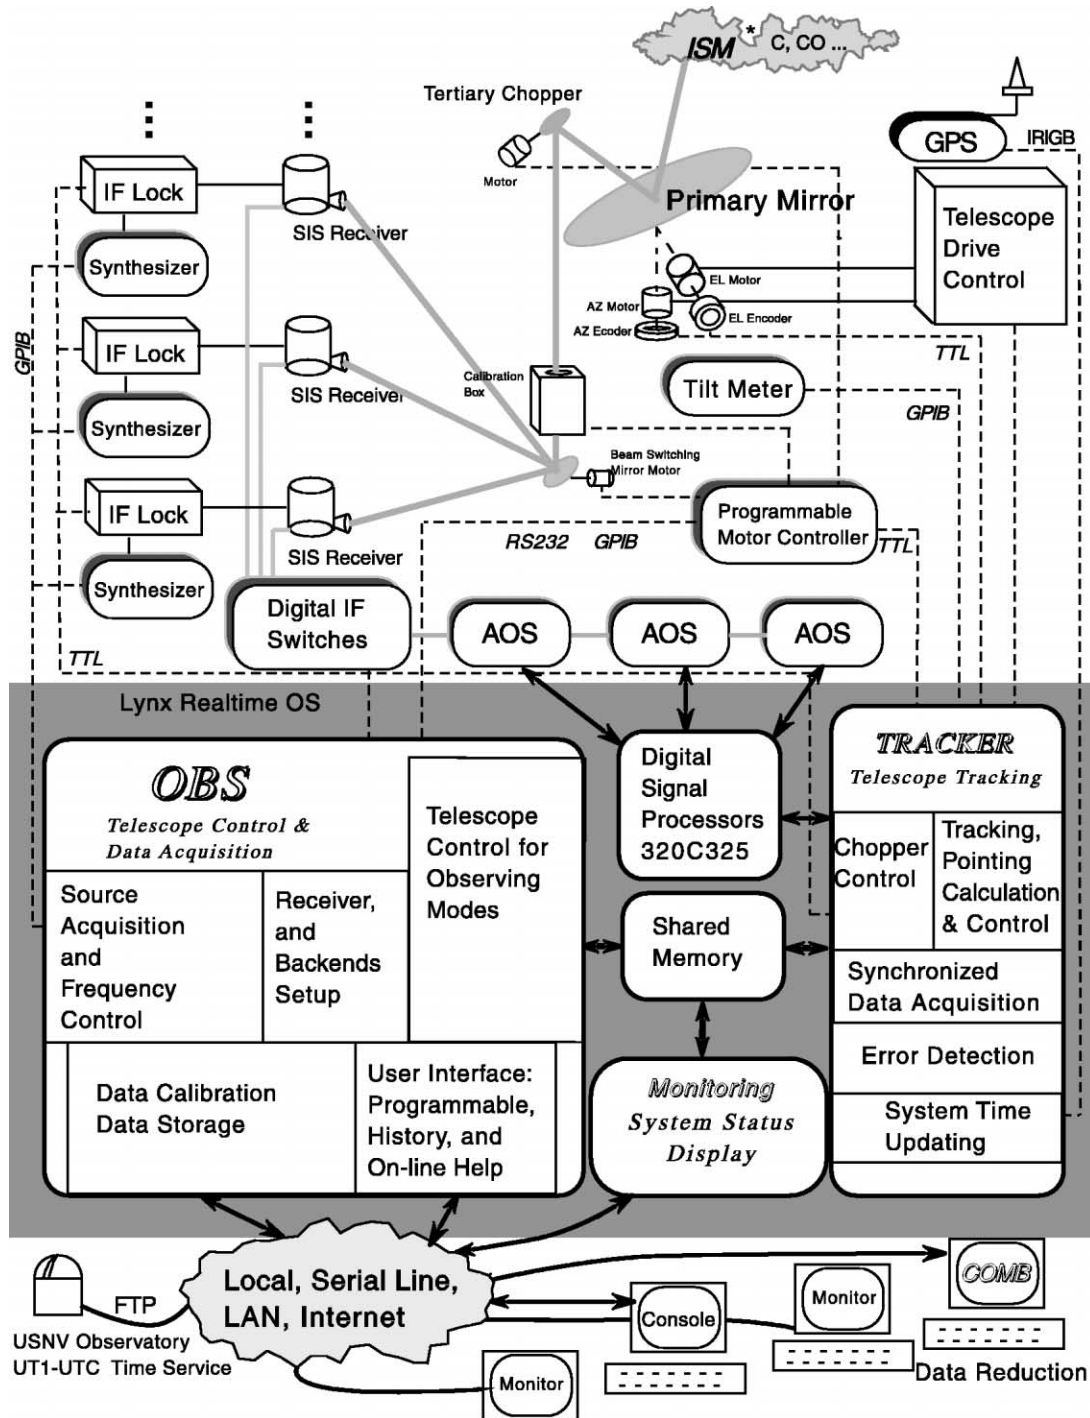 ISM * C, CO ...
Tertiary Chopper
Motor
GPS
IRIGB
IF Lock
SIS Receiver
Synthesizer
Primary Mirror
Telescope
Drive
Control
EL Motor
AZ Motor
EL Encoder
AZ Ecoder
GPIB
IF Lock
SIS Receiver
Synthesizer
Calibration
Box
TTL
Tilt Meter
GPIB
Beam Switching
Mirror Motor
IF Lock
SIS Receiver
Synthesizer
RS232 GPIB
Programmable
Motor Controller
TTL
Digital IF
Switches
AOS
AOS
AOS
TTL
Lynx Realtime OS
OBS
Telescope Control &
Data Acquisition
Telescope
Control for
Observing
Modes
Source
Acquisition
and
Frequency
Control
Receiver,
and
Backends
Setup
Data Calibration
Data Storage
User Interface:
Programmable,
History, and
On-line Help
Digital
Signal
Processors
320C325
Shared
Memory
Monitoring
System Status
Display
TRACKER
Telescope Tracking
Chopper
Control
Tracking,
Pointing
Calculation
& Control
Synchronized
Data Acquisition
Error Detection
System Time
Updating
Local, Serial Line,
LAN, Internet
FTP
USNV Observatory
UT1-UTC Time Service
Monitor
Console
Monitor
COMB
Data Reduction